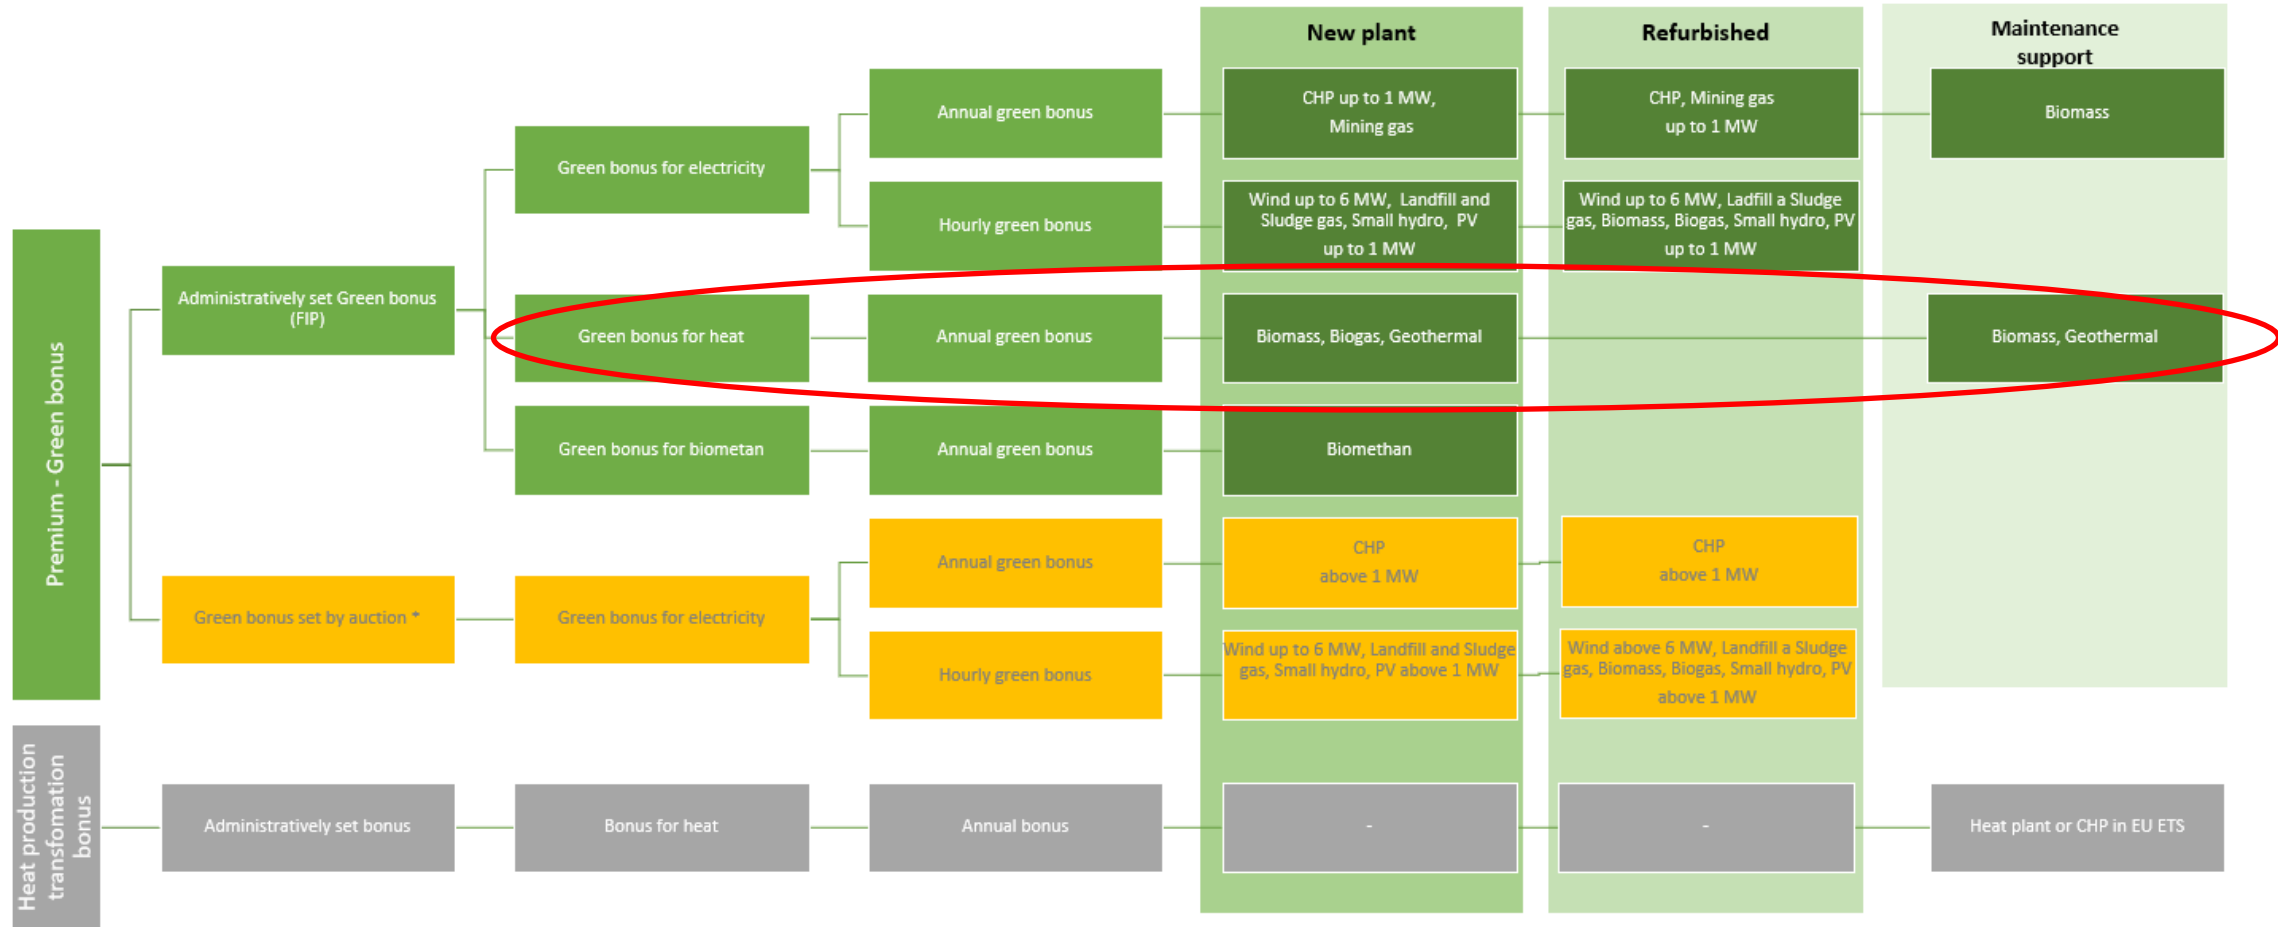 New plant
Refurbished
Maintenance
support
Premium - Green bonus
Administratively set Green bonus
(FIP)
Green bonus for electricity
Annual green bonus
CHP up to 1 MW,
Mining gas
CHP, Mining gas
up to 1 MW
Biomass
Hourly green bonus
Wind up to 6 MW, Landfill and
Sludge gas, Small hydro, PV
up to 1 MW
Wind up to 6 MW, Ladfill a Sludge
gas, Biomass, Biogas, Small hydro, PV
up to 1 MW
Green bonus for heat
Annual green bonus
Biomass, Biogas, Geothermal
Biomass, Geothermal
Green bonus for biometan
Annual green bonus
Biomethan
Green bonus set by auction *
Green bonus for electricity
Annual green bonus
CHP
above 1 MW
CHP
above 1 MW
Hourly green bonus
Wind up to 6 MW, Landfill and Sludge
gas, Small hydro, PV above 1 MW
Wind above 6 MW, Landfill a Sludge
gas, Biomass, Biogas, Small hydro, PV
above 1 MW
Heat production
transfomation
bonus
Administratively set bonus
Bonus for heat
Annual bonus
-
-
Heat plant or CHP in EU ETS